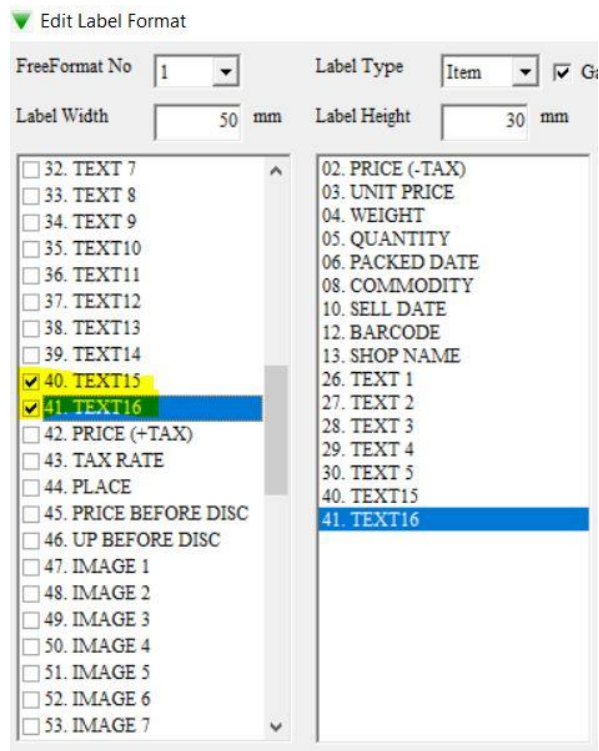 Edit Label Format
FreeFormat No 1 Label Type Item
Label Width 50 mm Label Height 30 mm
32. TEXT 7
33. TEXT 8
34. TEXT 9
35. TEXT10
36. TEXT11
37. TEXT12
38. TEXT13
39. TEXT14
40. TEXT15
41. TEXT16
42. PRICE (+TAX)
43. TAX RATE
44. PLACE
45. PRICE BEFORE DISC
46. UP BEFORE DISC
47. IMAGE 1
48. IMAGE 2
49. IMAGE 3
50. IMAGE 4
51. IMAGE 5
52. IMAGE 6
53. IMAGE 7
02. PRICE (-TAX)
03. UNIT PRICE
04. WEIGHT
05. QUANTITY
06. PACKED DATE
08. COMMODITY
10. SELL DATE
12. BARCODE
13. SHOP NAME
26. TEXT 1
27. TEXT 2
28. TEXT 3
29. TEXT 4
30. TEXT 5
40. TEXT15
41. TEXT16